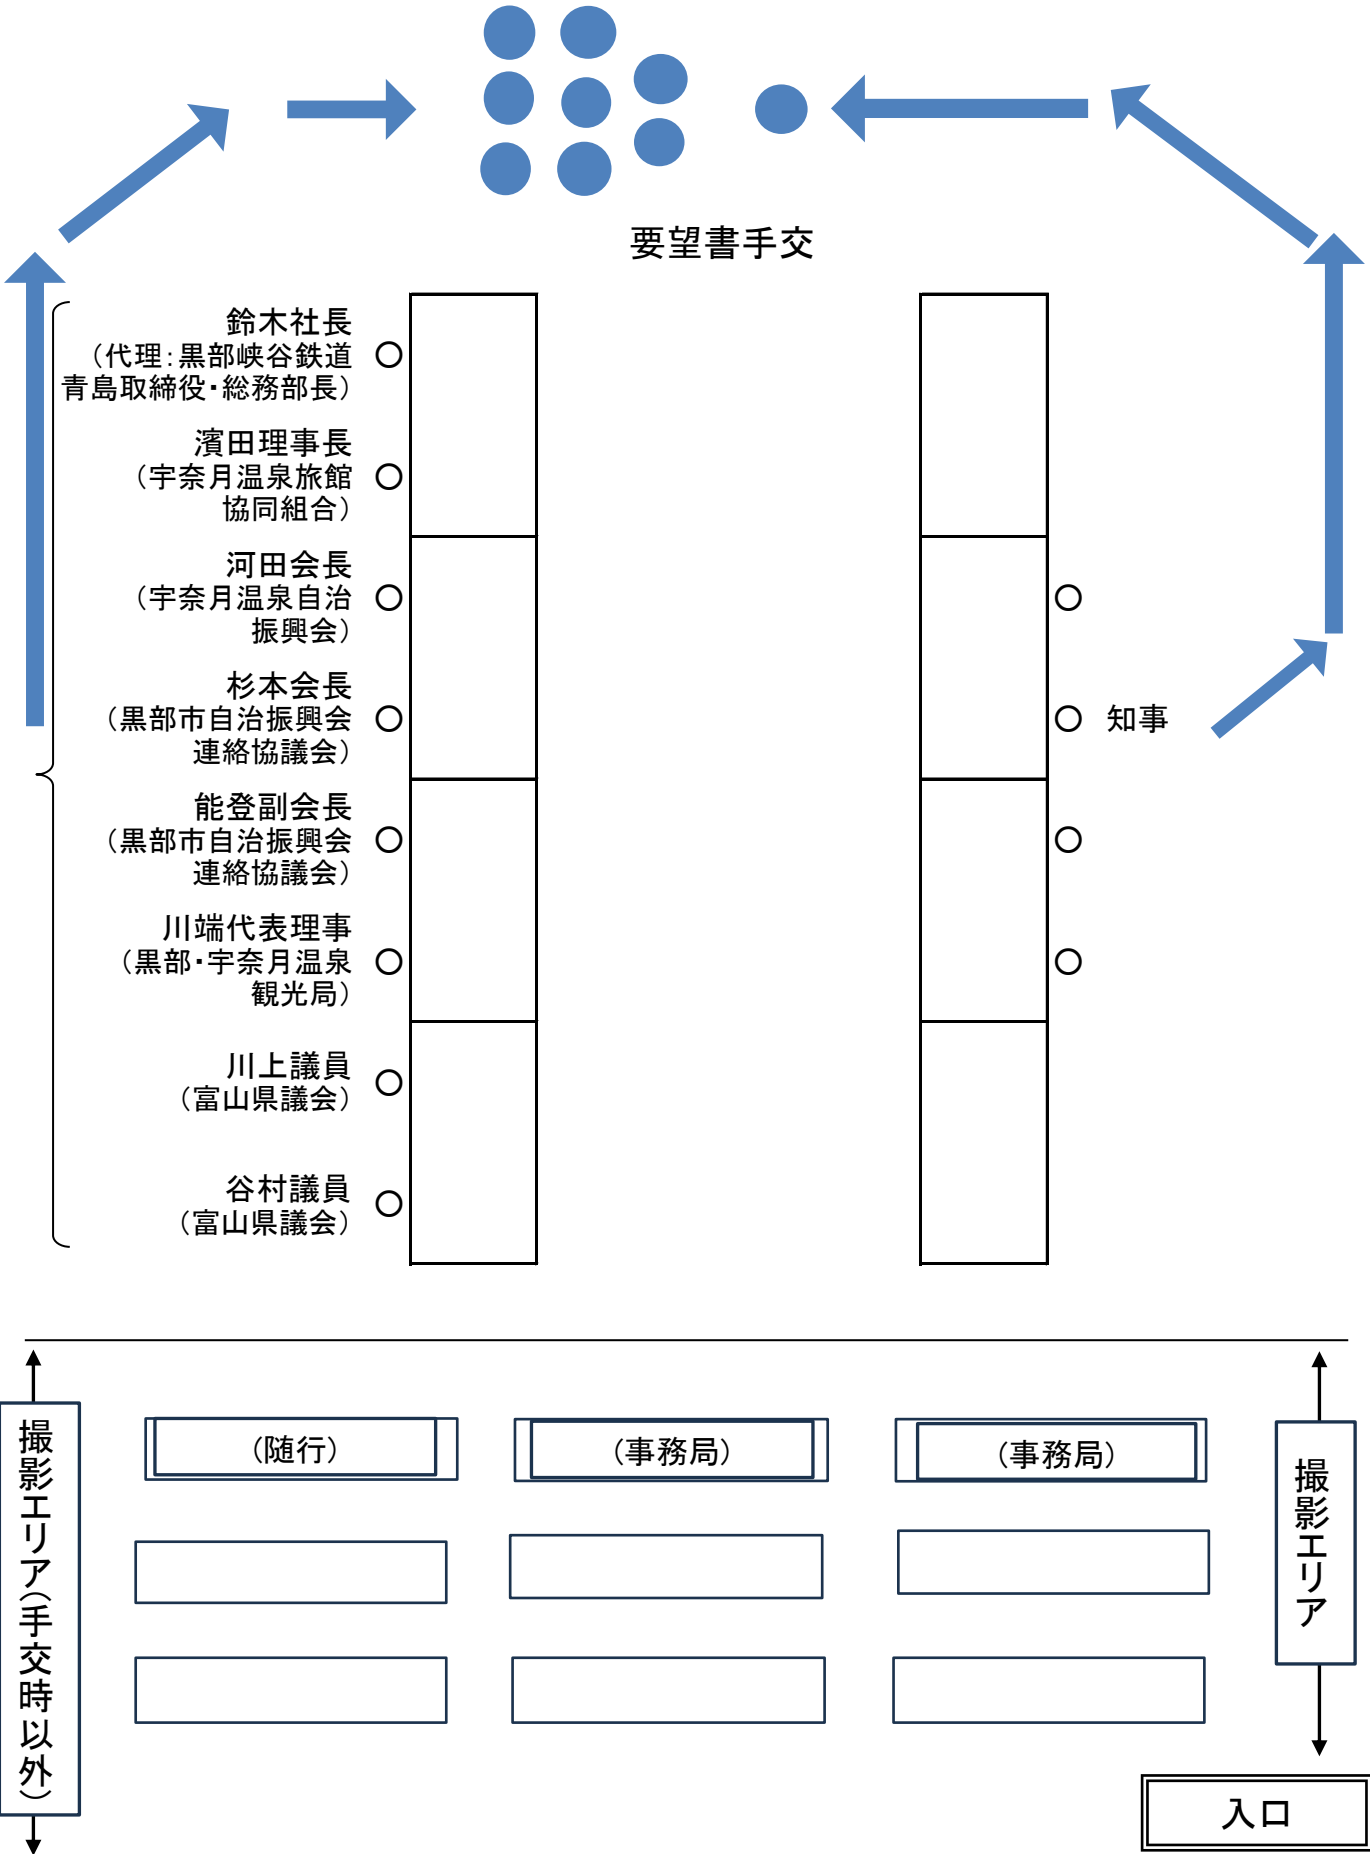 要望書手交
鈴木社長
（代理：黒部峡谷鉄道
青島取締役・総務部長）
濱田理事長
（宇奈月温泉旅館
協同組合）
河田会長
（宇奈月温泉自治
振興会）
杉本会長
（黒部市自治振興会
連絡協議会）
能登副会長
（黒部市自治振興会
連絡協議会）
川端代表理事
（黒部・宇奈月温泉
観光局）
川上議員
（富山県議会）
谷村議員
（富山県議会）
知事
撮影エリア（手交時以外）
（随行）
（事務局）
（事務局）
撮影エリア
入口